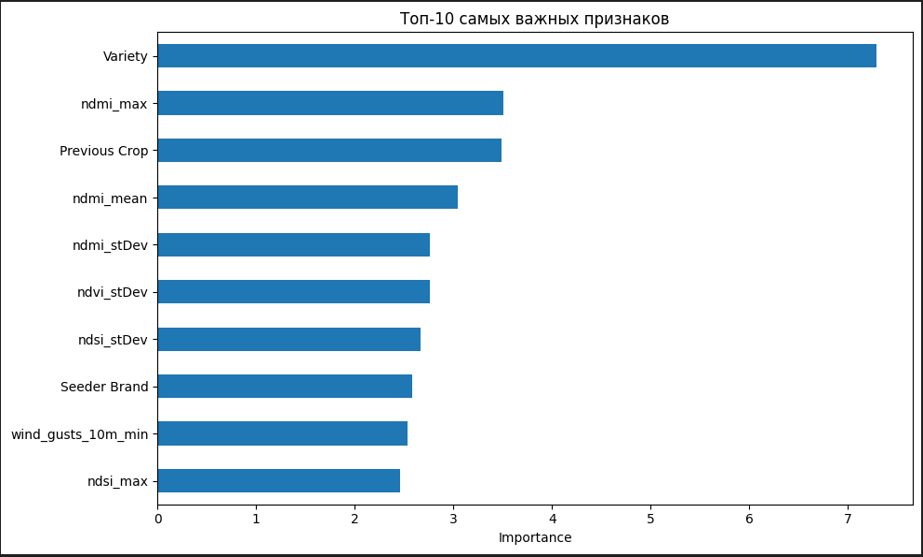 Топ-10 самых важных признаков
Variety
ndmi_max
Previous Crop
ndmi_mean
ndmi_stDev
ndvi_stDev
ndsi_stDev
Seeder Brand
wind_gusts_10m_min
ndsi_max
0 1 2 3 4 5 6 7
Importance